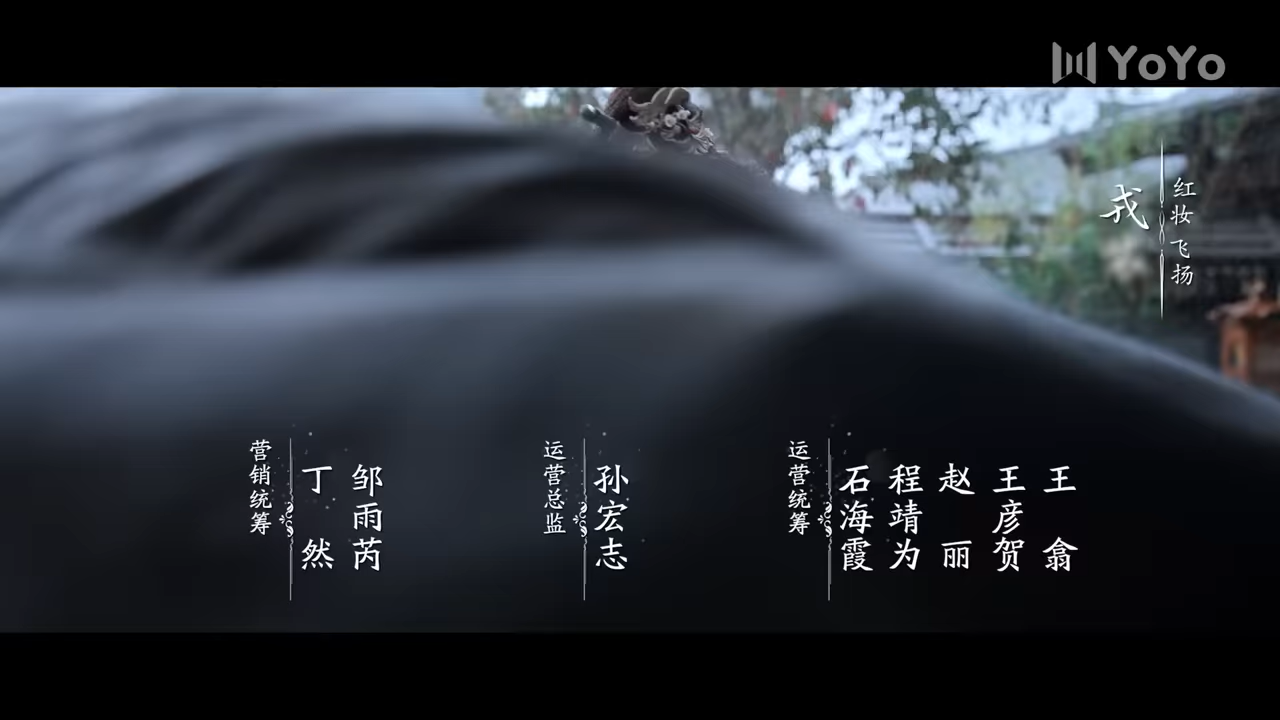 YoYo
戎
红妆飞扬
营销统筹
丁然
邹雨芮
运营总监
孙宏志
运营统筹
石海霞
程靖为
赵丽
王彦贺
王翕